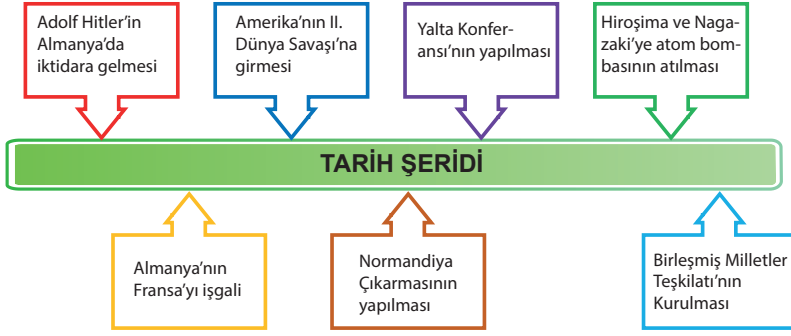 Adolf Hitler’in
Almanya’da
iktidara gelmesi
Amerika’nın II.
Dünya Savaşı’na
girmesi
Yalta Konfer-
ansı’nın yapılması
Hiroşima ve Naga-
zaki’ye atom bom-
basının atılması
TARİH ŞERİDİ
Almanya’nın
Fransa’yı işgali
Normandiya
Çıkarmasının
yapılması
Birleşmiş Milletler
Teşkilatı’nın
Kurulması